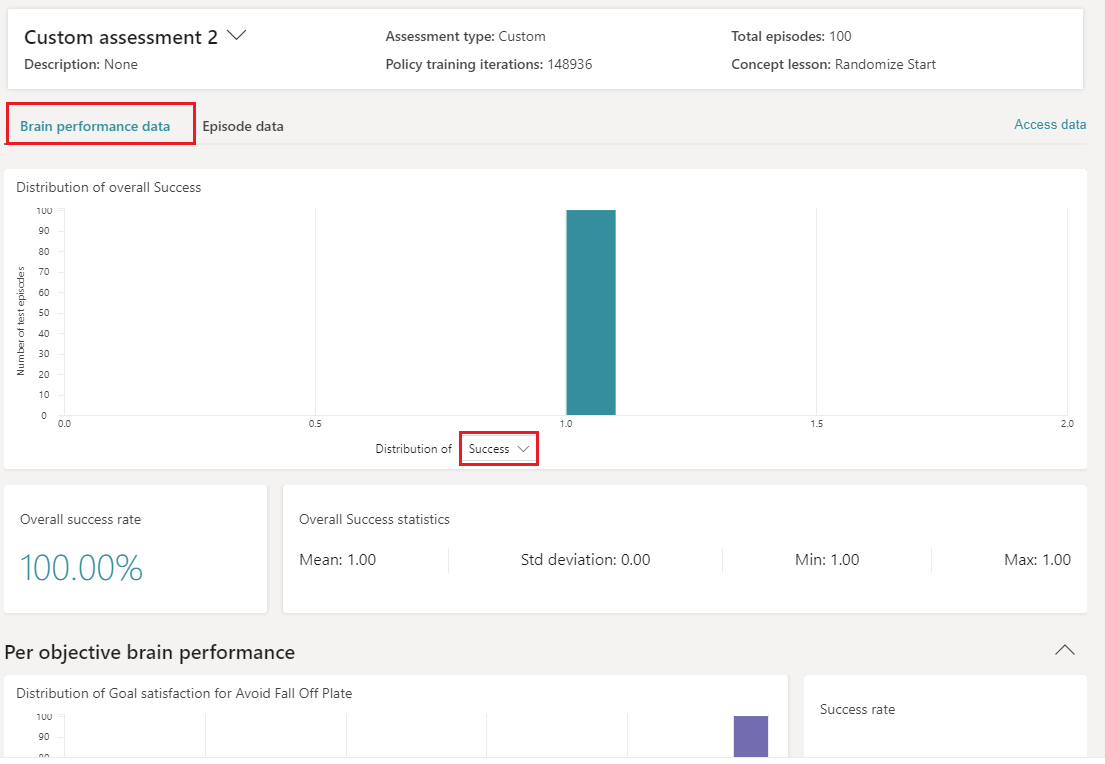 Custom assessment 2
Assessment type: Custom
Total episodes: 100
Description: None
Policy training iterations: 148936
Concept lesson: Randomize Start
Brain performance data
Episode data
Access data
Distribution of overall Success
100
90
80
70
60
50
40
30
20
10
0
Number of test episodes
0.0
0.5
1.0
1.5
2.0
Distribution of
Success
Overall success rate
100.00%
Overall Success statistics
Mean: 1.00
Std deviation: 0.00
Min: 1.00
Max: 1.00
Per objective brain performance
Distribution of Goal satisfaction for Avoid Fall Off Plate
100
90
80
Success rate